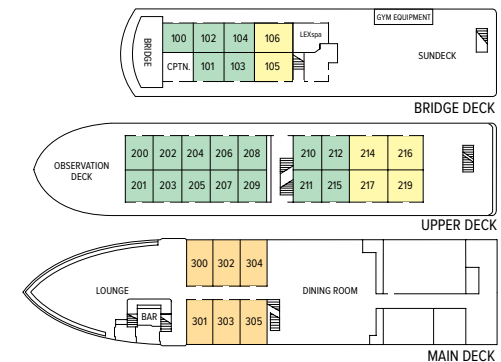 GYM EQUIPMENT
BRIDGE
100 102 104 106 LEXspa
CPTN. 101 103 105
SUNDECK
BRIDGE DECK
OBSERVATION
DECK
200 202 204 206 208 210 212 214 216
201 203 205 207 209 211 215 217 219
UPPER DECK
300 302 304
LOUNGE
DINING ROOM
BAR
301 303 305
MAIN DECK